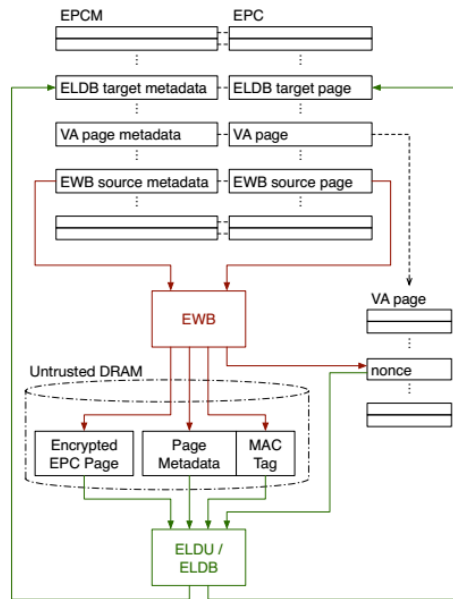 EPCM
EPC
ELDB target metadata
ELDB target page
VA page metadata
VA page
EWB source metadata
EWB source page
EWB
VA page
nonce
Untrusted DRAM
Encrypted
EPC Page
Page
Metadata
MAC
Tag
ELDU /
ELDB